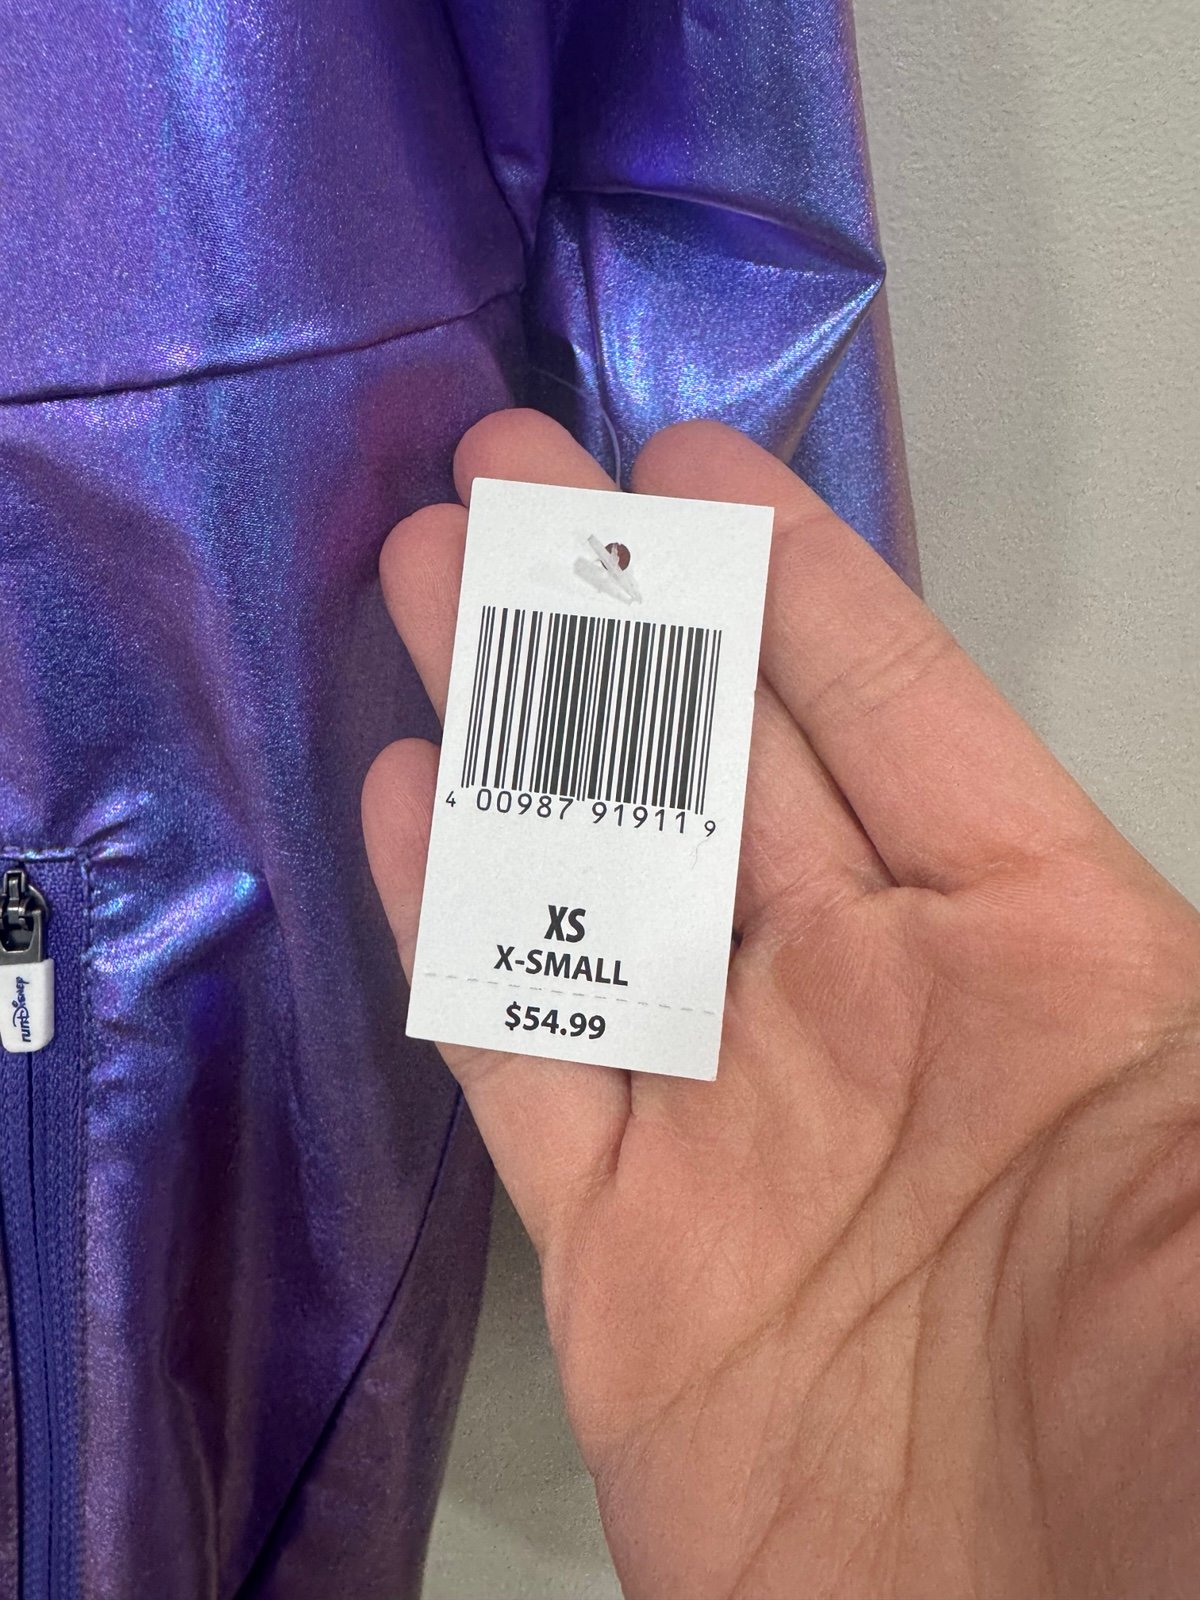 4 00987 91911 9
XS
X-SMALL
$54.99
runDisney